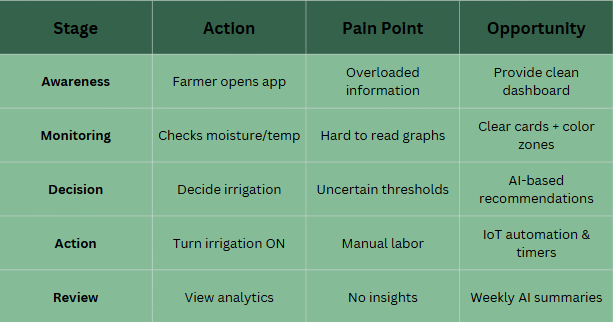 Stage Action Pain Point Opportunity
Awareness Farmer opens app Overloaded information Provide clean dashboard
Monitoring Checks moisture/temp Hard to read graphs Clear cards + color zones
Decision Decide irrigation Uncertain thresholds AI-based recommendations
Action Turn irrigation ON Manual labor IoT automation & timers
Review View analytics No insights Weekly AI summaries